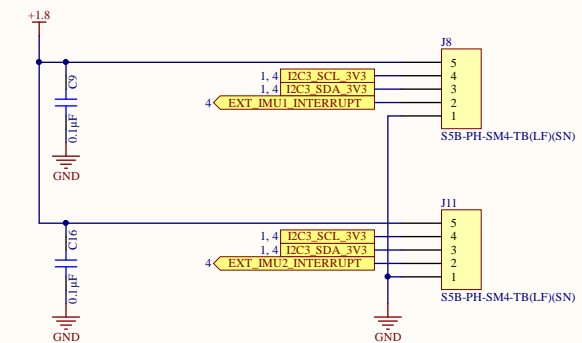 +1.8
J8
C9
0.1µF
GND
1, 4 I2C3_SCL_3V3
1, 4 I2C3_SDA_3V3
4 EXT_IMU1_INTERRUPT
5
4
3
2
1
S5B-PH-SM4-TB(LF)(SN)
J11
C16
0.1µF
GND
1, 4 I2C3_SCL_3V3
1, 4 I2C3_SDA_3V3
4 EXT_IMU2_INTERRUPT
5
4
3
2
1
S5B-PH-SM4-TB(LF)(SN)
GND